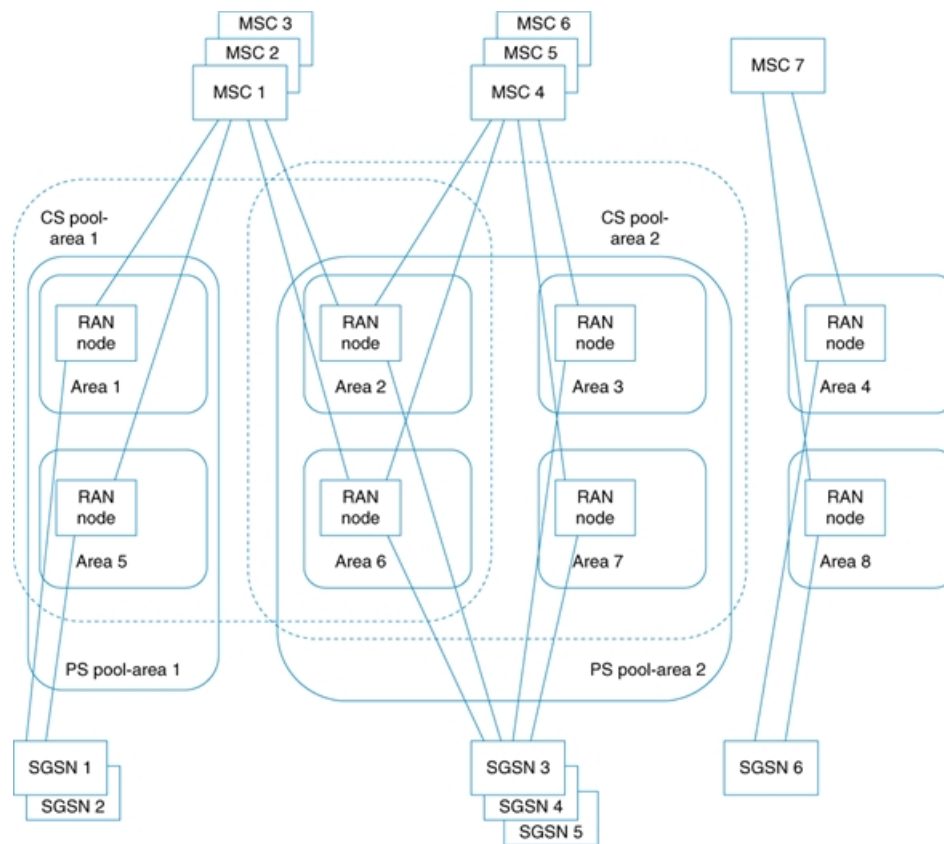 MSC 3
MSC 2
MSC 1
MSC 6
MSC 5
MSC 4
MSC 7
CS pool-
area 1
CS pool-
area 2
RAN
node
Area 1
RAN
node
Area 2
RAN
node
Area 3
RAN
node
Area 4
RAN
node
Area 5
RAN
node
Area 6
RAN
node
Area 7
RAN
node
Area 8
PS pool-area 1
PS pool-area 2
SGSN 1
SGSN 2
SGSN 3
SGSN 4
SGSN 5
SGSN 6